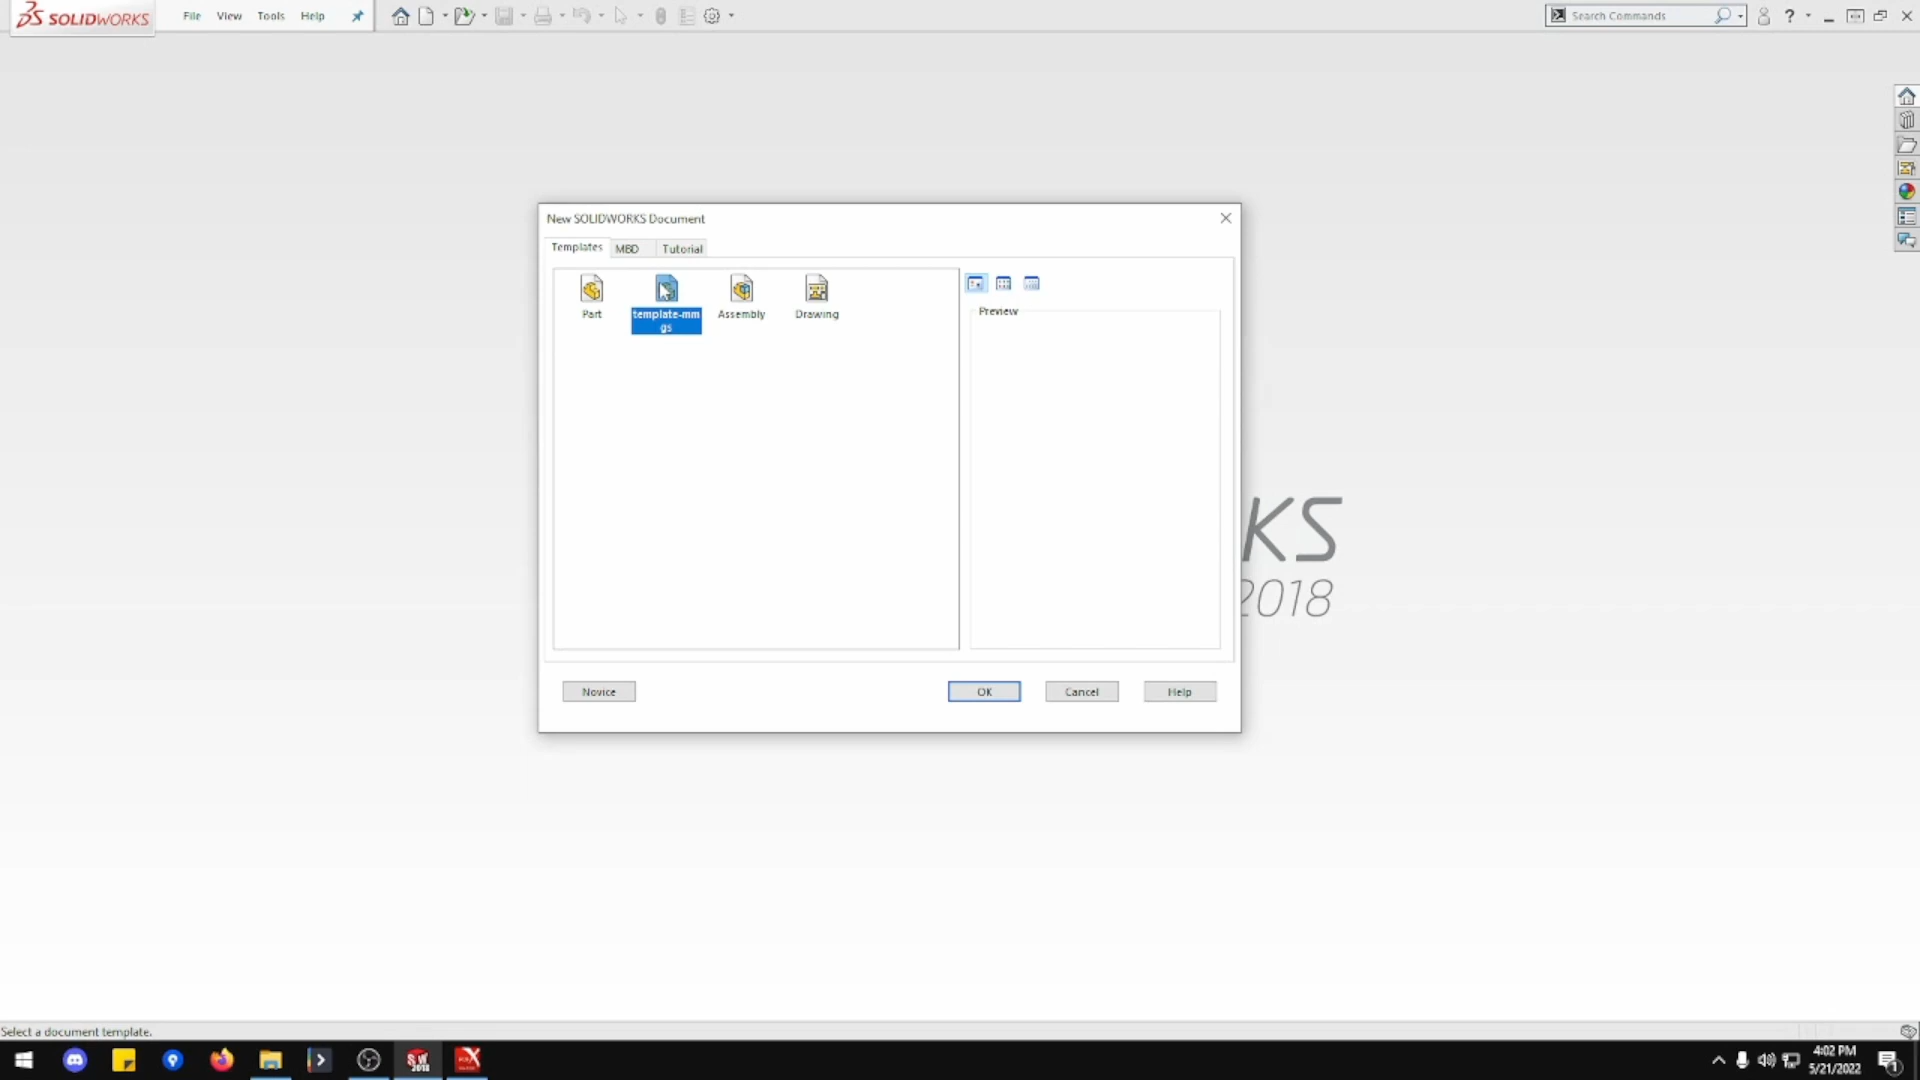 SOLIDWORKS File View Tools Help Search Commands ?
New SOLIDWORKS Document
Templates MBD Tutorial
Part template-mm Assembly Drawing
gs
Preview
KS
2018
Novice OK Cancel Help
Select a document template.
4:02 PM
5/21/2022